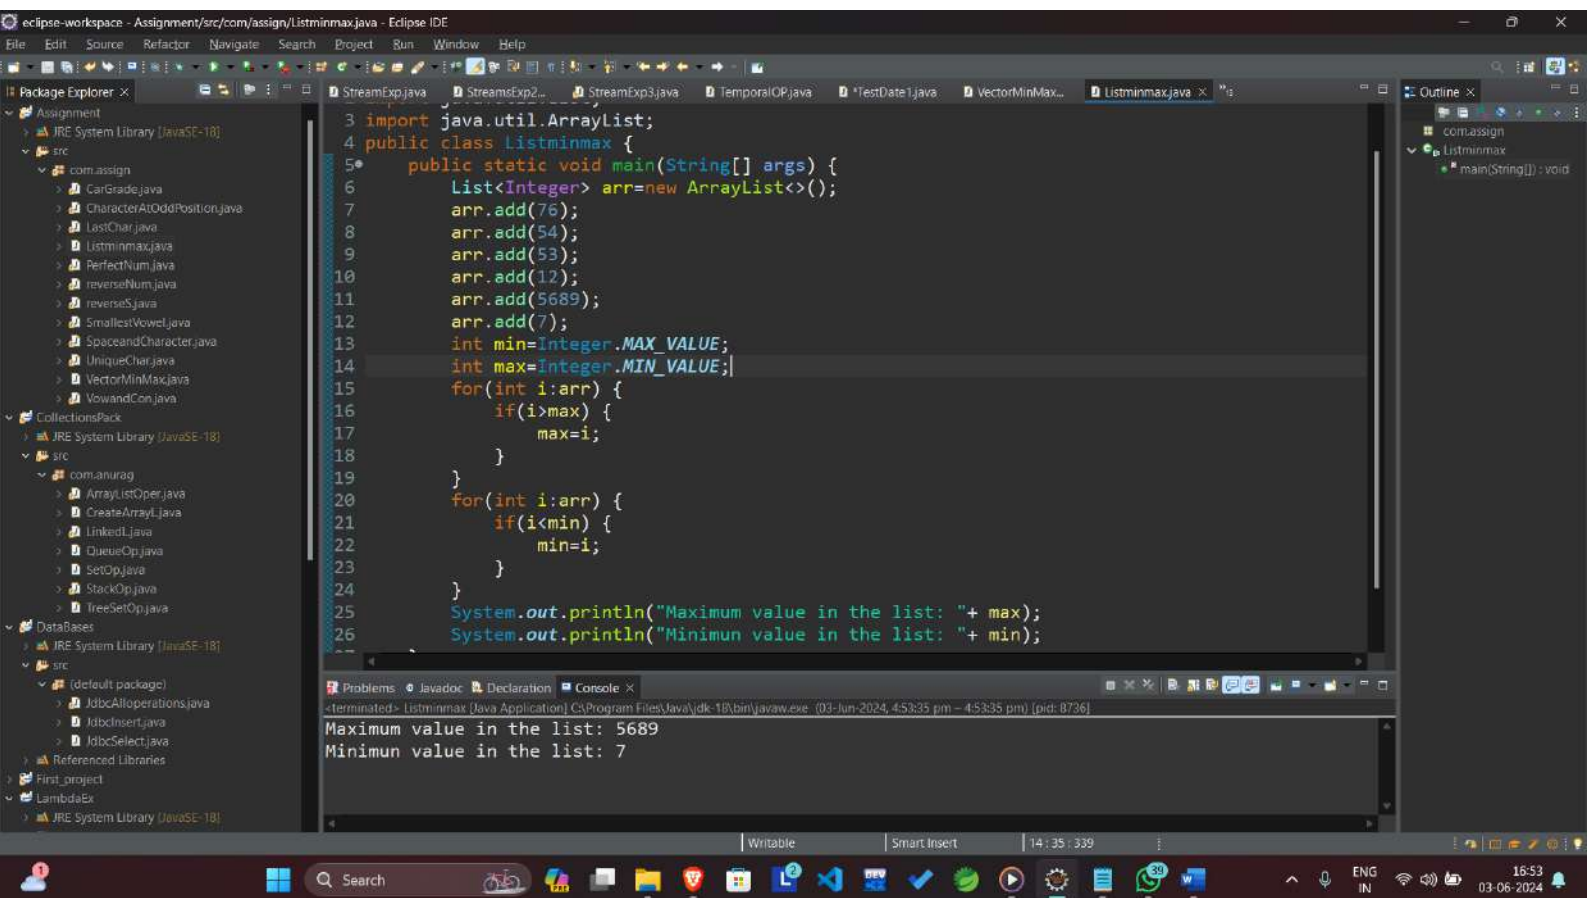 eclipse-workspace - Assignment/src/com/assign/Listminmax.java - Eclipse IDE
File Edit Source Refactor Navigate Search Project Run Window Help
Package Explorer
Assignment
JRE System Library [JavaSE-18]
src
com.assign
CarGrade.java
CharacterAtOddPosition.java
LastChar.java
Listminmax.java
PerfectNum.java
reverseNum.java
reverseS.java
SmallestVowel.java
SpaceandCharacter.java
UniqueChar.java
VectorMinMax.java
VowandCon.java
CollectionsPack
JRE System Library [JavaSE-18]
src
com.anurag
ArrayListOper.java
CreateArrayL.java
LinkedL.java
QueueOp.java
SetOp.java
StackOp.java
TreeSetOp.java
DataBases
JRE System Library [JavaSE-18]
src
(default package)
JdbcAlloperations.java
JdbcInsert.java
JdbcSelect.java
Referenced Libraries
First_project
LambdaEx
JRE System Library [JavaSE-18]
StreamExp.java StreamsExp2... StreamExp3.java TemporalOP.java *TestDate1.java VectorMinMax... Listminmax.java
3 import java.util.ArrayList;
4 public class Listminmax {
5 public static void main(String[] args) {
6 List<Integer> arr=new ArrayList<>();
7 arr.add(76);
8 arr.add(54);
9 arr.add(53);
10 arr.add(12);
11 arr.add(5689);
12 arr.add(7);
13 int min=Integer.MAX_VALUE;
14 int max=Integer.MIN_VALUE;
15 for(int i:arr) {
16 if(i>max) {
17 max=i;
18 }
19 }
20 for(int i:arr) {
21 if(i<min) {
22 min=i;
23 }
24 }
25 System.out.println("Maximum value in the list: "+ max);
26 System.out.println("Minimun value in the list: "+ min);
Outline
com.assign
Listminmax
main(String[]) : void
Problems Javadoc Declaration Console
<terminated> Listminmax [Java Application] C:\Program Files\Java\jdk-18\bin\javaw.exe (03-Jun-2024, 4:53:35 pm – 4:53:35 pm) [pid: 8736]
Maximum value in the list: 5689
Minimun value in the list: 7
Writable Smart Insert 14 : 35 : 339
1
Search
PRE
2
DEV
39
ENG
IN
16:53
03-06-2024